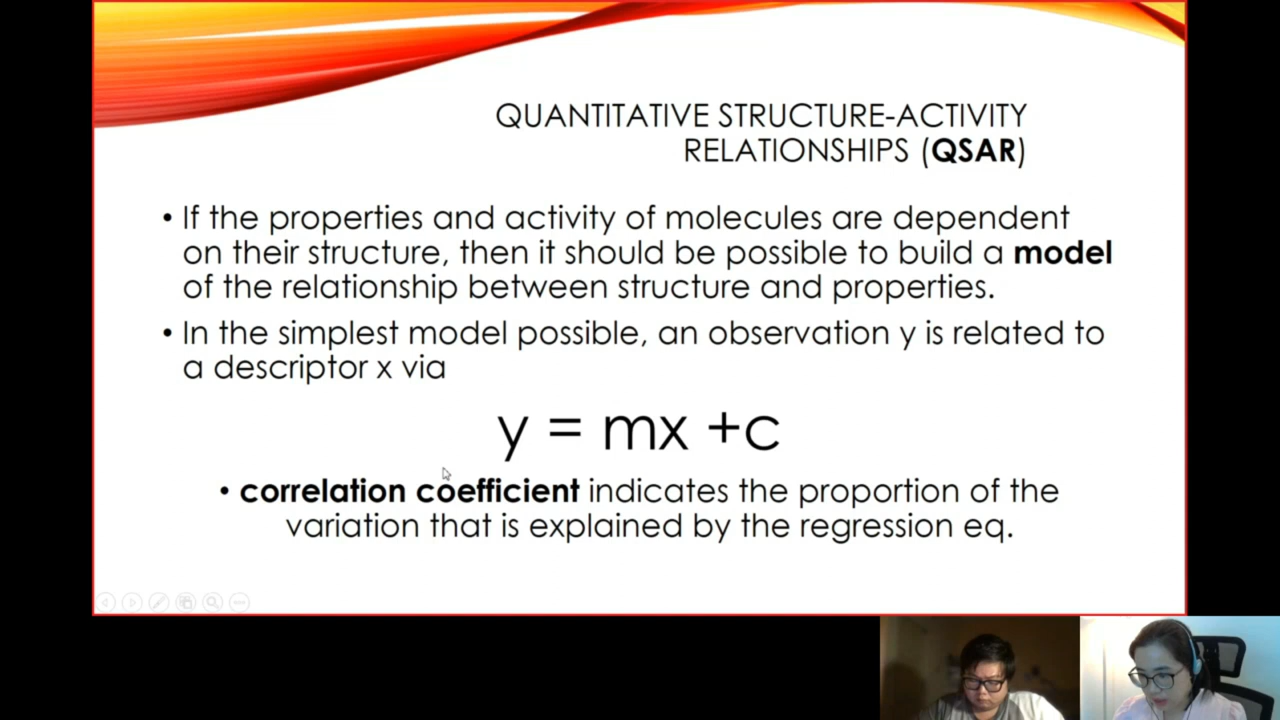 QUANTITATIVE STRUCTURE-ACTIVITY
RELATIONSHIPS (QSAR)
• If the properties and activity of molecules are dependent
on their structure, then it should be possible to build a model
of the relationship between structure and properties.
• In the simplest model possible, an observation y is related to
a descriptor x via
y = mx +c
• correlation coefficient indicates the proportion of the
variation that is explained by the regression eq.